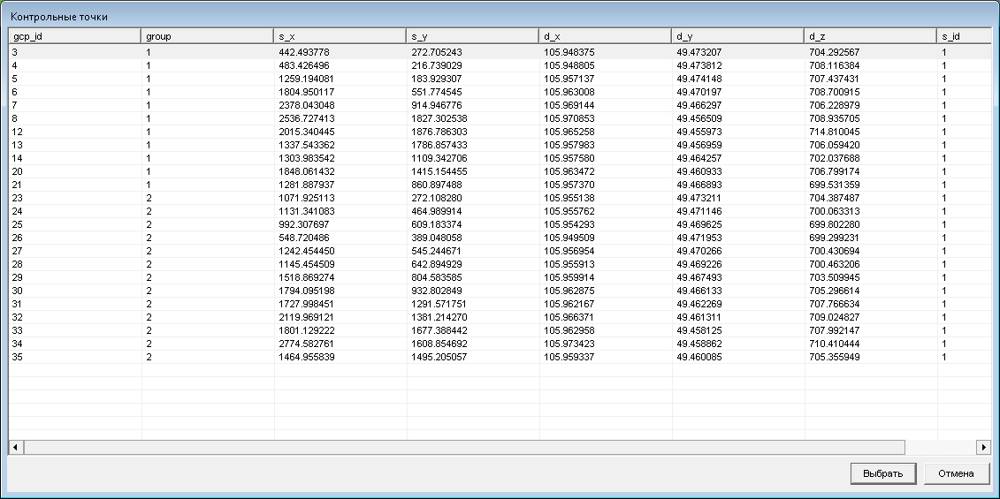 Контрольные точки
gcp_id group s_x s_y d_x d_y d_z s_id
3 1 442.493778 272.705243 105.948375 49.473207 704.292567 1
4 1 483.426496 216.739029 105.948805 49.473812 708.116384 1
5 1 1259.194081 183.929307 105.957137 49.474148 707.437431 1
6 1 1804.950117 551.774545 105.963008 49.470197 708.700915 1
7 1 2378.043048 914.946776 105.969144 49.466297 706.228979 1
8 1 2536.727413 1827.302538 105.970853 49.456509 708.935705 1
12 1 2015.340445 1876.786303 105.965258 49.455973 714.810045 1
13 1 1337.543362 1786.857433 105.957983 49.456959 706.059420 1
14 1 1303.983542 1109.342706 105.957580 49.464257 702.037688 1
20 1 1848.061432 1415.154455 105.963472 49.460933 706.799174 1
21 1 1281.887937 860.897488 105.957370 49.466893 699.531359 1
23 2 1071.925113 272.108280 105.955138 49.473211 704.387487 1
24 2 1131.341083 464.989914 105.955762 49.471146 700.063313 1
25 2 992.307697 609.183374 105.954293 49.469625 699.802280 1
26 2 548.720486 389.048058 105.949509 49.471953 699.299231 1
27 2 1242.454450 545.244671 105.956954 49.470266 700.430694 1
28 2 1145.454509 642.894929 105.955913 49.469226 700.463206 1
29 2 1518.869274 804.583585 105.959914 49.467493 703.509945 1
30 2 1794.095198 932.802849 105.962875 49.466133 705.296614 1
31 2 1727.998451 1291.571751 105.962167 49.462269 707.766634 1
32 2 2119.969121 1381.214270 105.966371 49.461311 709.024827 1
33 2 1801.129222 1677.388442 105.962958 49.458125 707.992147 1
34 2 2774.582761 1608.854692 105.973423 49.458862 710.410444 1
35 2 1464.955839 1495.205057 105.959337 49.460085 705.355949 1
Выбрать Отмена